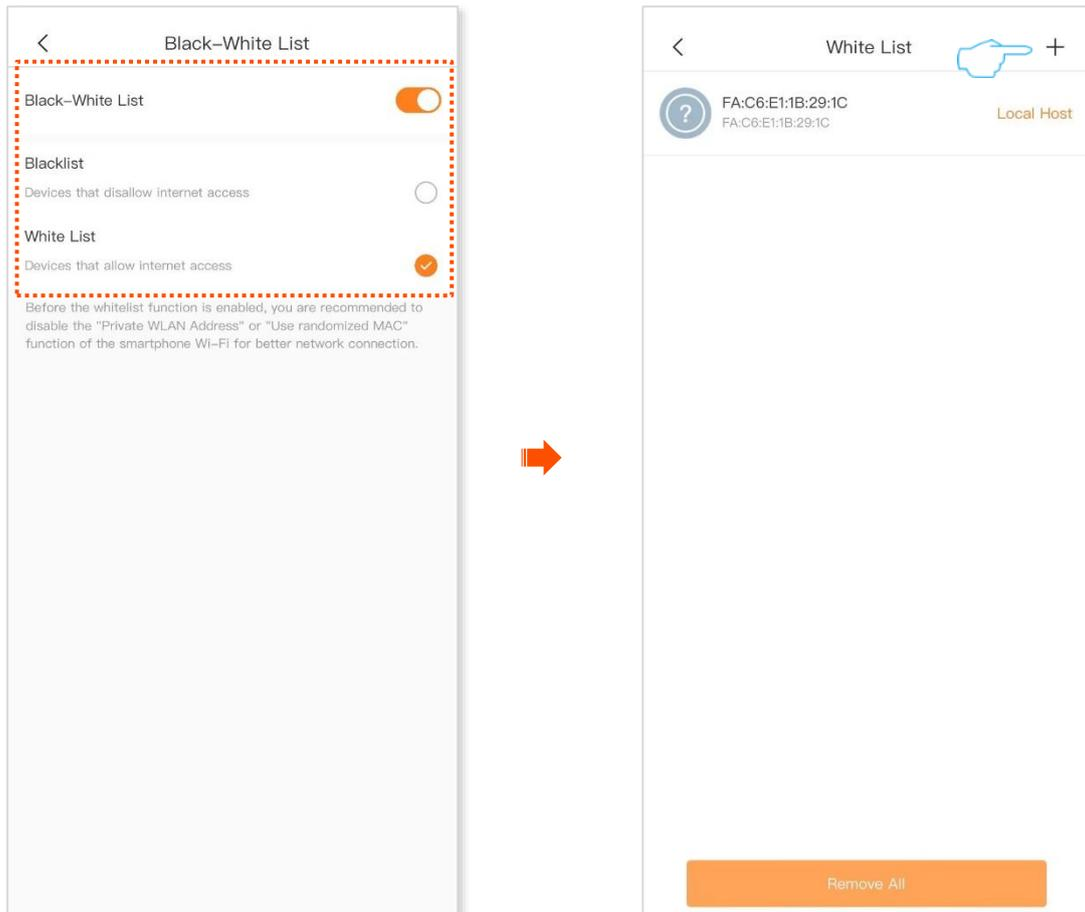 Black–White List
Black–White List
Blacklist
Devices that disallow internet access
White List
Devices that allow internet access
Before the whitelist function is enabled, you are recommended to
disable the "Private WLAN Address" or "Use randomized MAC"
function of the smartphone Wi–Fi for better network connection.
White List
FA:C6:E1:1B:29:1C
FA:C6:E1:1B:29:1C
Local Host
Remove All